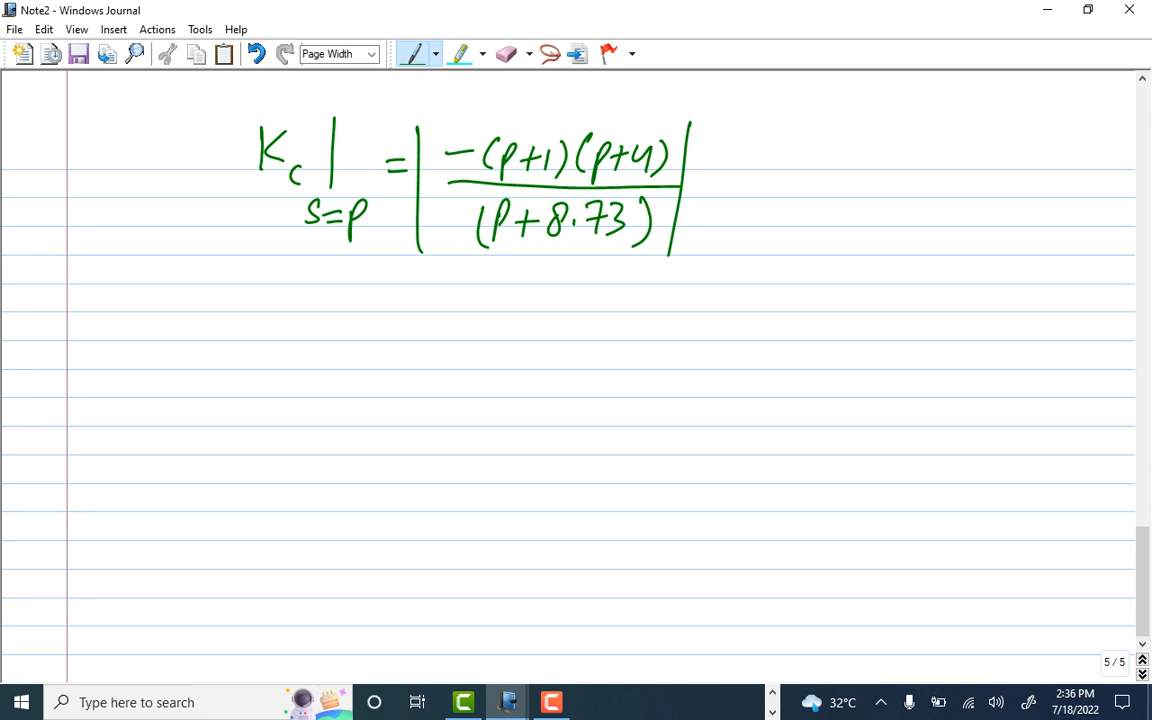 Note2 - Windows Journal
File Edit View Insert Actions Tools Help
Page Width
K_c |_{s=p} = | -(p+1)(p+4) / (p+8.73) |
5 / 5
Type here to search
32°C
2:36 PM
7/18/2022